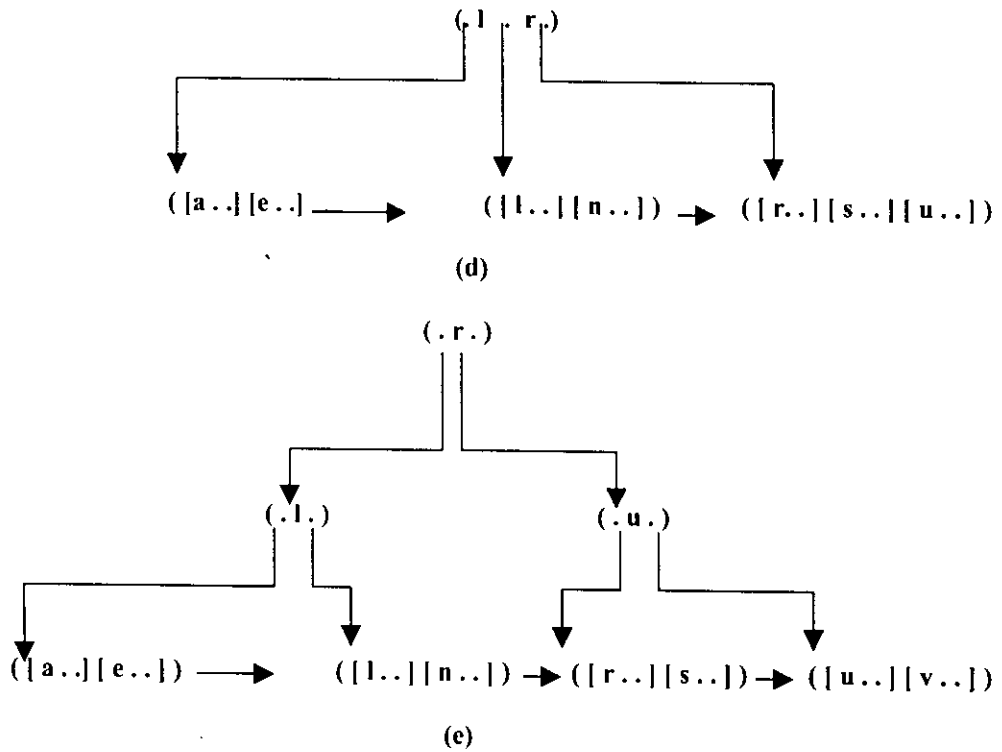 (. l . r .)
([a . .] [e . .] ([l . .] [n . .]) ([r . .] [s . .] [u . .])
(d)
(. r .)
(. l .) (. u .)
([a . .] [e . .]) ([l . .] [n . .]) ([r . .] [s . .]) ([u . .] [v . .])
(e)